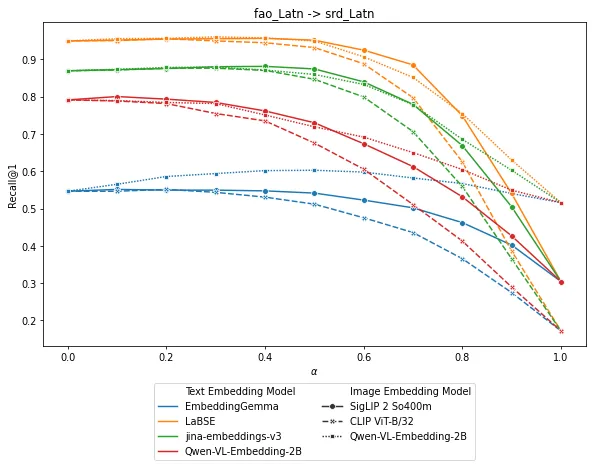 fao_Latn -> srd_Latn
Recall@1
0.9
0.8
0.7
0.6
0.5
0.4
0.3
0.2
0.0 0.2 0.4 0.6 0.8 1.0
α
Text Embedding Model Image Embedding Model
EmbeddingGemma SigLIP 2 So400m
LaBSE CLIP ViT-B/32
jina-embeddings-v3 Qwen-VL-Embedding-2B
Qwen-VL-Embedding-2B